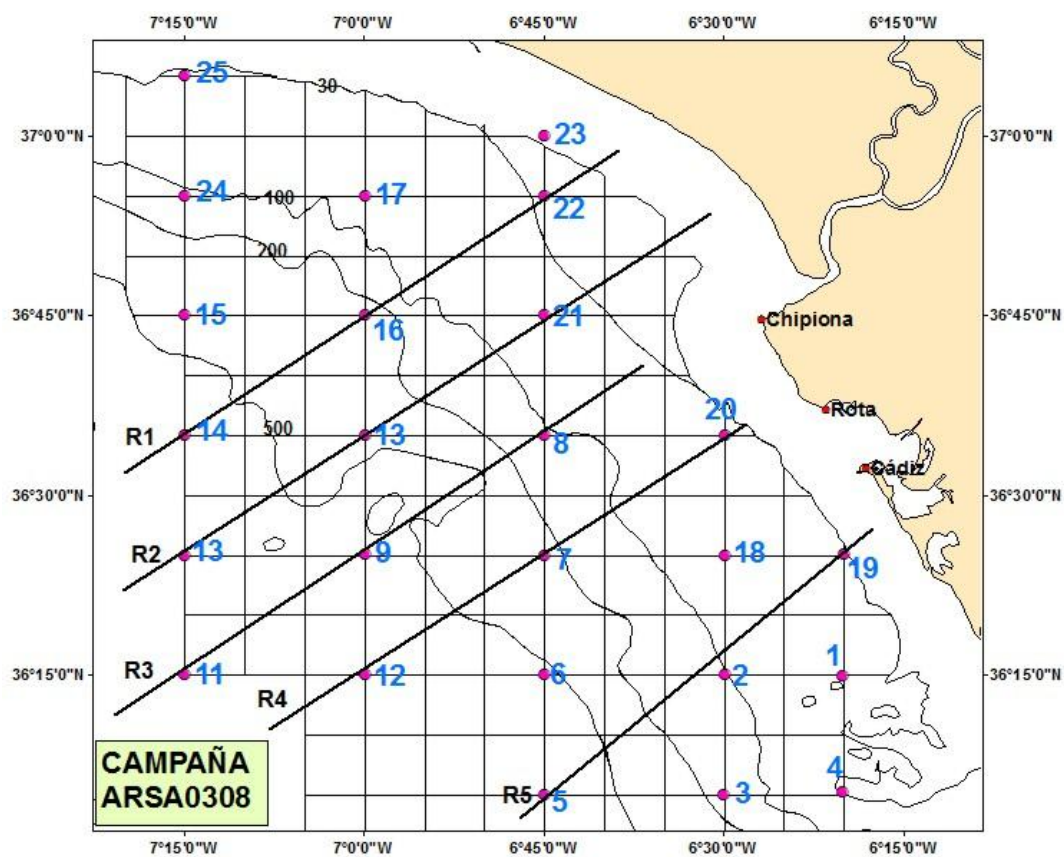 7°15'0"W 7°0'0"W 6°45'0"W 6°30'0"W 6°15'0"W
25
30
37°0'0"N 23 37°0'0"N
24 100 17 22
200
36°45'0"N 15 16 21 36°45'0"N
Chipiona
20 Rota
R1 14 500 13 8
Cádiz
36°30'0"N 36°30'0"N
R2 13 9 7 18 19
1
36°15'0"N R3 11 R4 12 6 2 36°15'0"N
CAMPAÑA
ARSA0308
4
R5 5 3
7°15'0"W 7°0'0"W 6°45'0"W 6°30'0"W 6°15'0"W